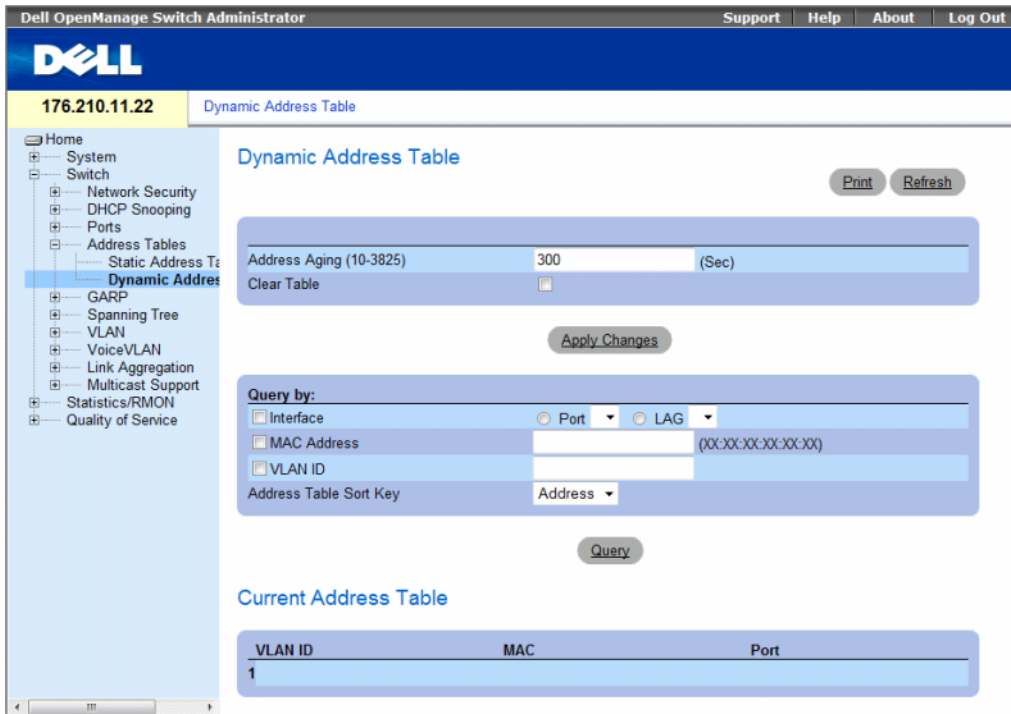 Dell OpenManage Switch Administrator Support Help About Log Out
DELL
176.210.11.22 Dynamic Address Table
Home
System
Switch
Network Security
DHCP Snooping
Ports
Address Tables
Static Address Ta
Dynamic Addres
GARP
Spanning Tree
VLAN
VoiceVLAN
Link Aggregation
Multicast Support
Statistics/RMON
Quality of Service
Dynamic Address Table
Print Refresh
Address Aging (10-3825) 300 (Sec)
Clear Table
Apply Changes
Query by:
Interface Port LAG
MAC Address (XX:XX:XX:XX:XX:XX)
VLAN ID
Address Table Sort Key Address
Query
Current Address Table
VLAN ID MAC Port
1